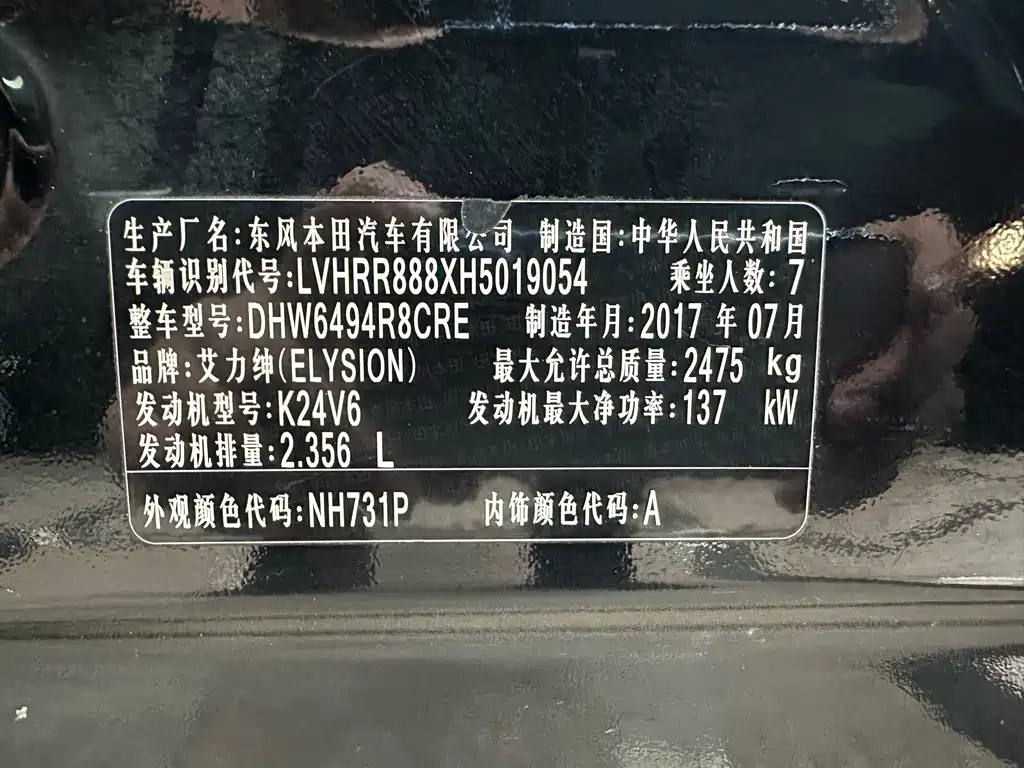 生产厂名:东风本田汽车有限公司 制造国:中华人民共和国
车辆识别代号:LVHRR888XH5019054 乘坐人数:7
整车型号:DHW6494R8CRE 制造年月:2017 年 07月
品牌:艾力绅(ELYSION) 最大允许总质量:2475 kg
发动机型号:K24V6 发动机最大净功率:137 kW
发动机排量:2.356 L
外观颜色代码:NH731P 内饰颜色代码:A